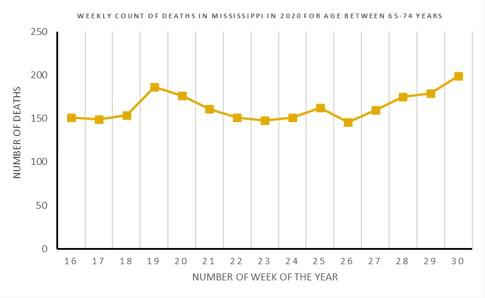 WEEKLY COUNT OF DEATHS IN MISSISSIPPI IN 2020 FOR AGE BETWEEN 65-74 YEARS
250
200
150
100
50
0
NUMBER OF DEATHS
16 17 18 19 20 21 22 23 24 25 26 27 28 29 30
NUMBER OF WEEK OF THE YEAR